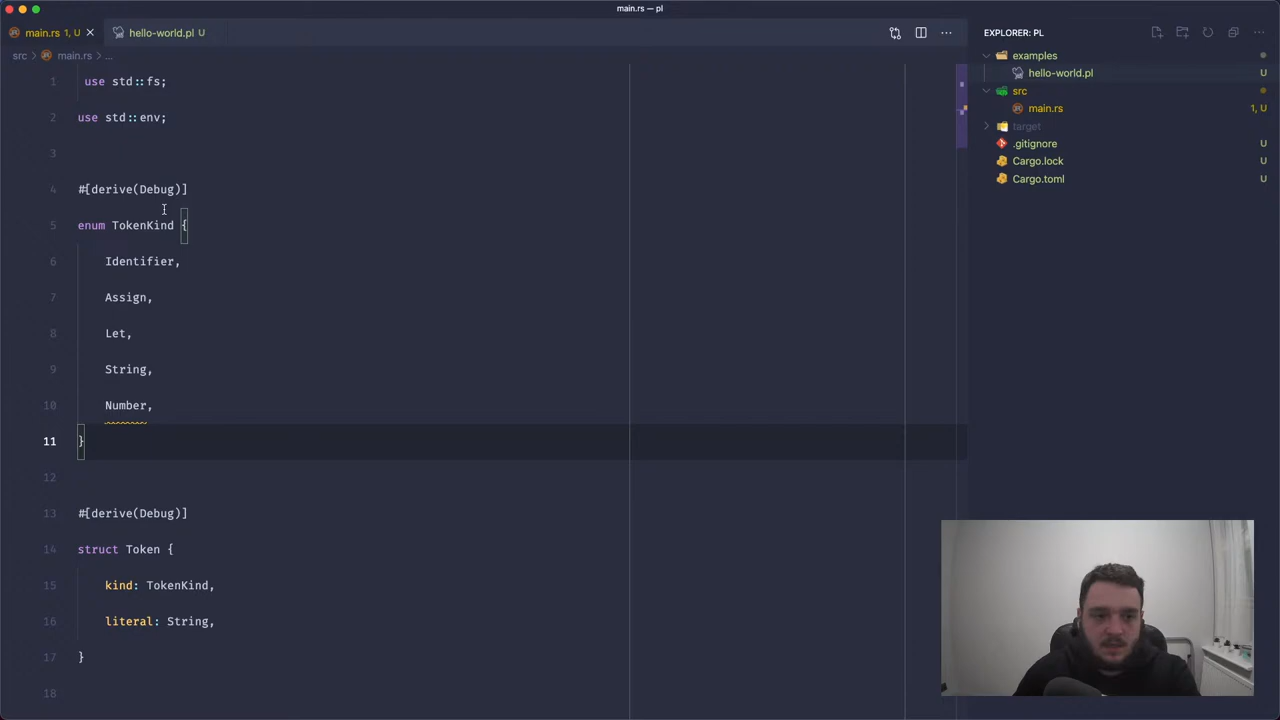 main.rs — pl
main.rs 1, U
hello-world.pl U
EXPLORER: PL
src > main.rs > ...
examples
hello-world.pl U
src
main.rs 1, U
target
.gitignore U
Cargo.lock U
Cargo.toml U
1 use std::fs;
2 use std::env;
3
4 #[derive(Debug)]
5 enum TokenKind {
6 Identifier,
7 Assign,
8 Let,
9 String,
10 Number,
11 }
12
13 #[derive(Debug)]
14 struct Token {
15 kind: TokenKind,
16 literal: String,
17 }
18